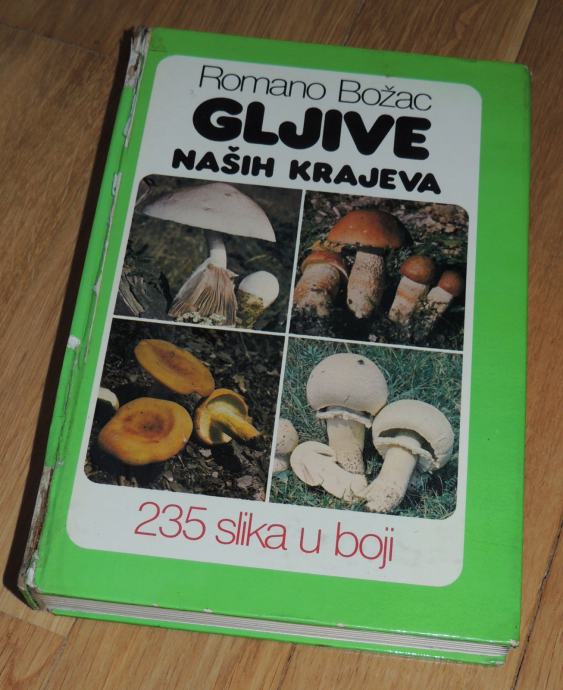 Romano Božac
GLJIVE
NAŠIH KRAJEVA
235 slika u boji